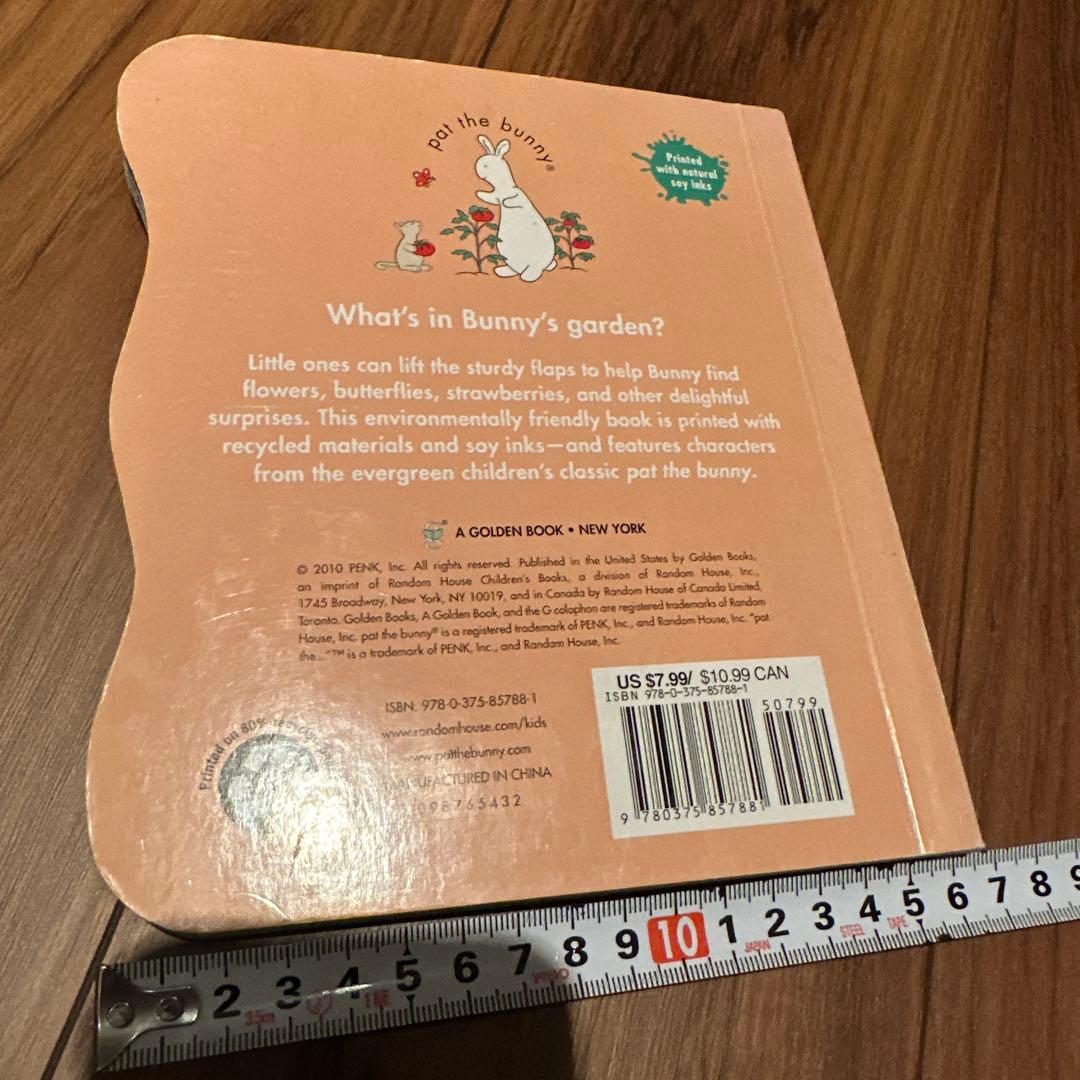 pat the bunny®
Printed
with natural
soy inks
What's in Bunny's garden?
Little ones can lift the sturdy flaps to help Bunny find
flowers, butterflies, strawberries, and other delightful
surprises. This environmentally friendly book is printed with
recycled materials and soy inks—and features characters
from the evergreen children's classic pat the bunny.
A GOLDEN BOOK • NEW YORK
© 2010 PENK, Inc. All rights reserved. Published in the United States by Golden Books,
an imprint of Random House Children's Books, a division of Random House, Inc.,
1745 Broadway, New York, NY 10019, and in Canada by Random House of Canada Limited,
Toronto. Golden Books, A Golden Book, and the G colophon are registered trademarks of Random
House, Inc. pat the bunny® is a registered trademark of PENK, Inc., and Random House, Inc. "pat
the..."™ is a trademark of PENK, Inc., and Random House, Inc.
ISBN: 978-0-375-85788-1
www.randomhouse.com/kids
www.patthebunny.com
MANUFACTURED IN CHINA
098765432
Printed on 80%
US $7.99/ $10.99 CAN
ISBN 978-0-375-85788-1
50799
9 780375 857881
2 3 4 5 6 7 8 9 10 1 2 3 4 5 6 7 8 9
3.5m
JAPAN
STEEL TAPE